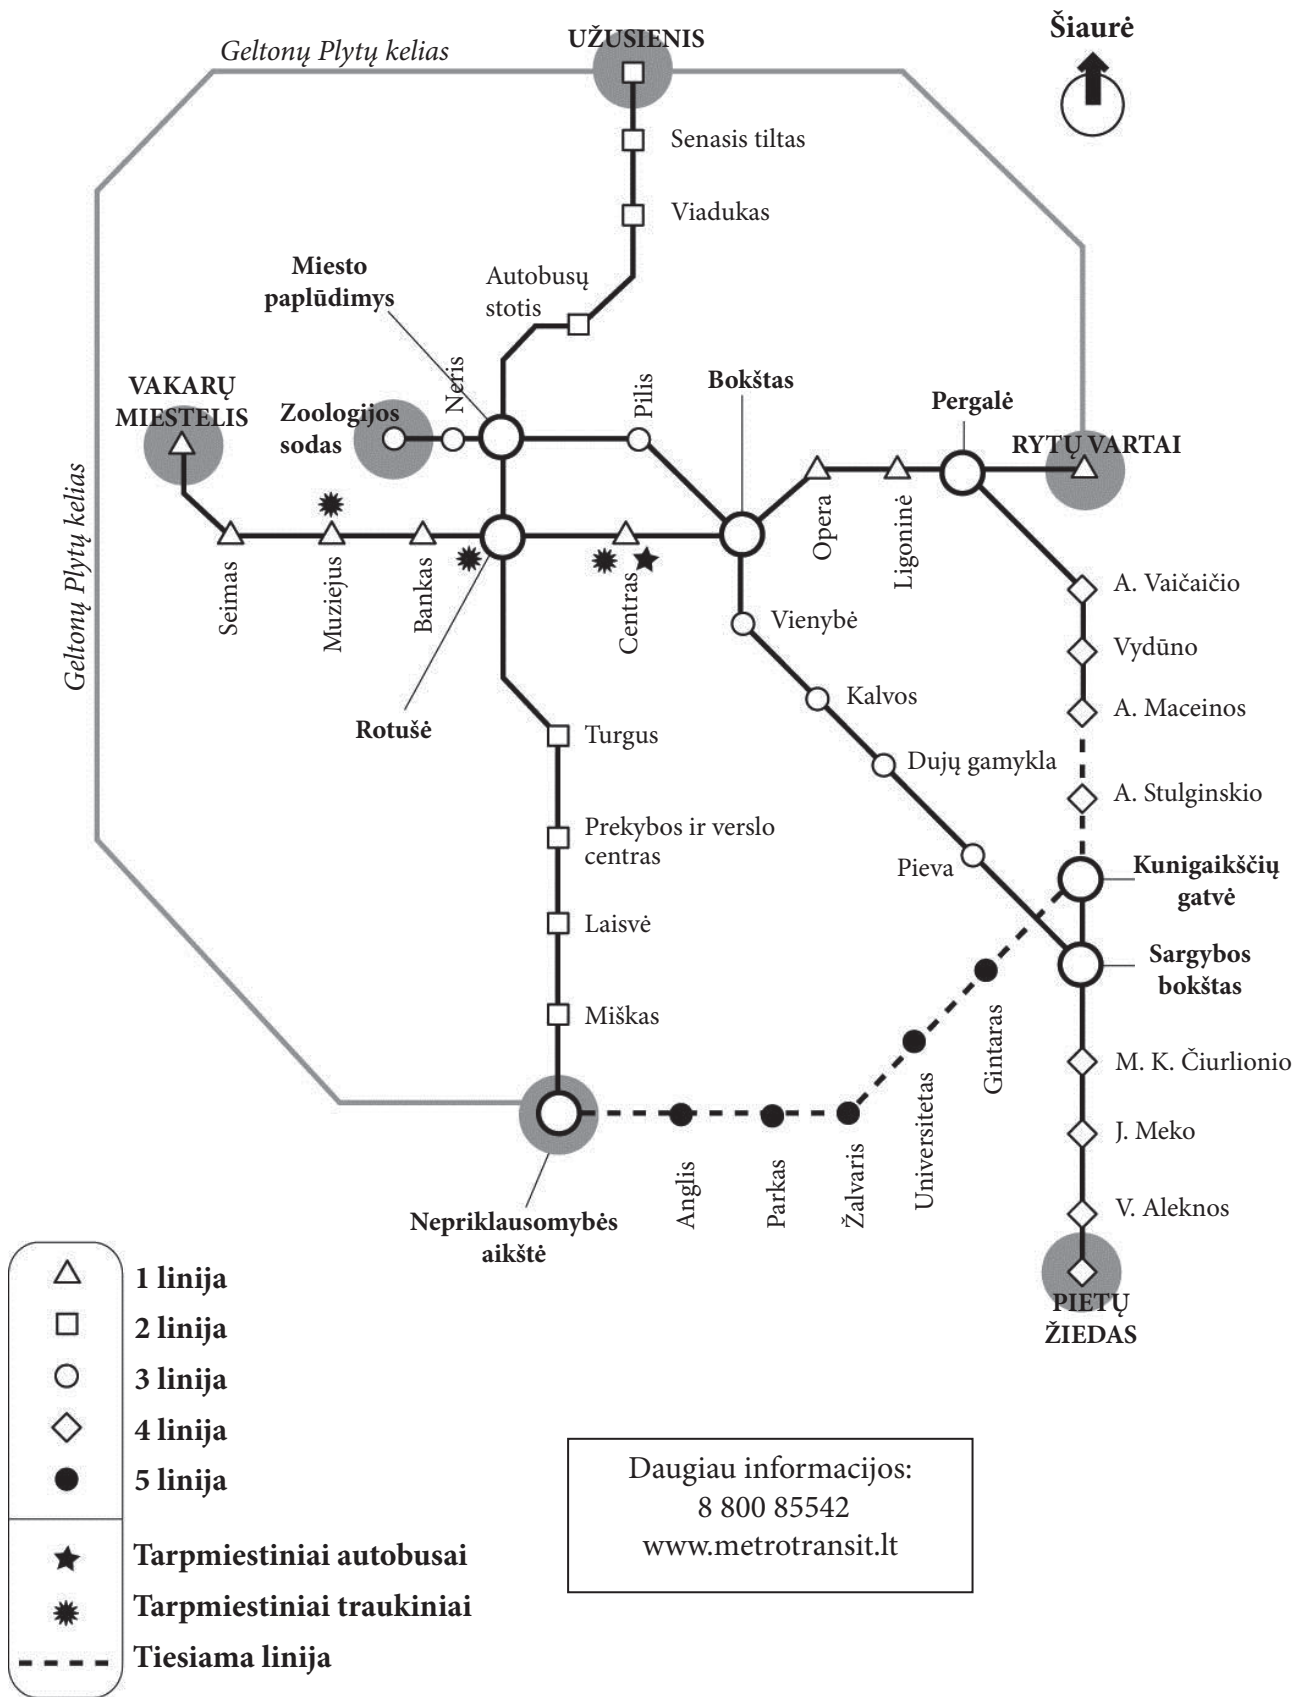 Geltonų Plytų kelias
UŽUSIENIS
Šiaurė
Senasis tiltas
Viadukas
Miesto
paplūdimys
Autobusų
stotis
VAKARŲ
MIESTELIS
Zoologijos
sodas
Neris
Pilis
Bokštas
Pergalė
RYTŲ VARTAI
Geltonų Plytų kelias
Seimas
Muziejus
Bankas
Centras
Opera
Ligoninė
Rotušė
Vienybė
Kalvos
Dujų gamykla
Pieva
A. Vaičaičio
Vydūno
A. Maceinos
A. Stulginskio
Kunigaikščių
gatvė
Sargybos
bokštas
Turgus
Prekybos ir verslo
centras
Laisvė
Miškas
Nepriklausomybės
aikštė
Anglis
Parkas
Žalvaris
Universitetas
Gintaras
M. K. Čiurlionio
J. Meko
V. Aleknos
PIETŲ
ŽIEDAS
1 linija
2 linija
3 linija
4 linija
5 linija
Tarpmiestiniai autobusai
Tarpmiestiniai traukiniai
Tiesiama linija
Daugiau informacijos:
8 800 85542
www.metrotransit.lt